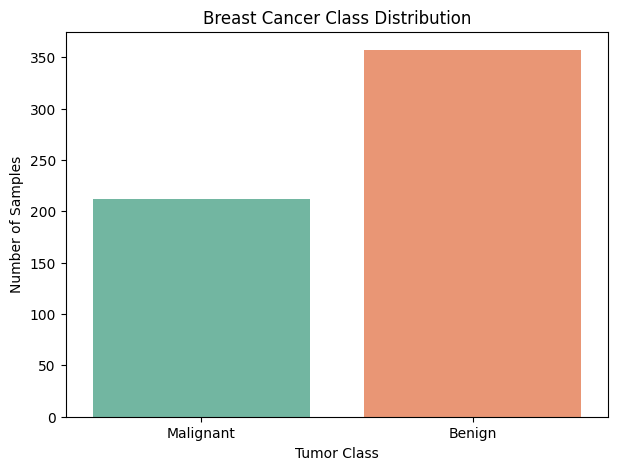 Breast Cancer Class Distribution
Number of Samples
350
300
250
200
150
100
50
0
Malignant Benign
Tumor Class